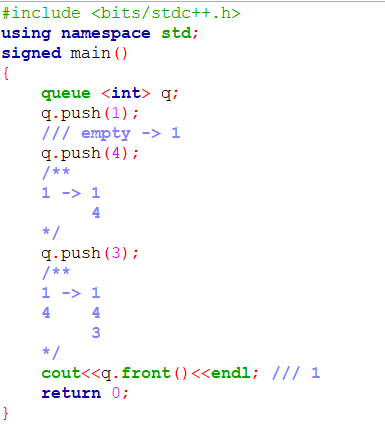 #include <bits/stdc++.h>
using namespace std;
signed main()
{
    queue <int> q;
    q.push(1);
    /// empty -> 1
    q.push(4);
    /**
    1 -> 1
         4
    */
    q.push(3);
    /**
    1 -> 1
    4    4
         3
    */
    cout<<q.front()<<endl; /// 1
    return 0;
}